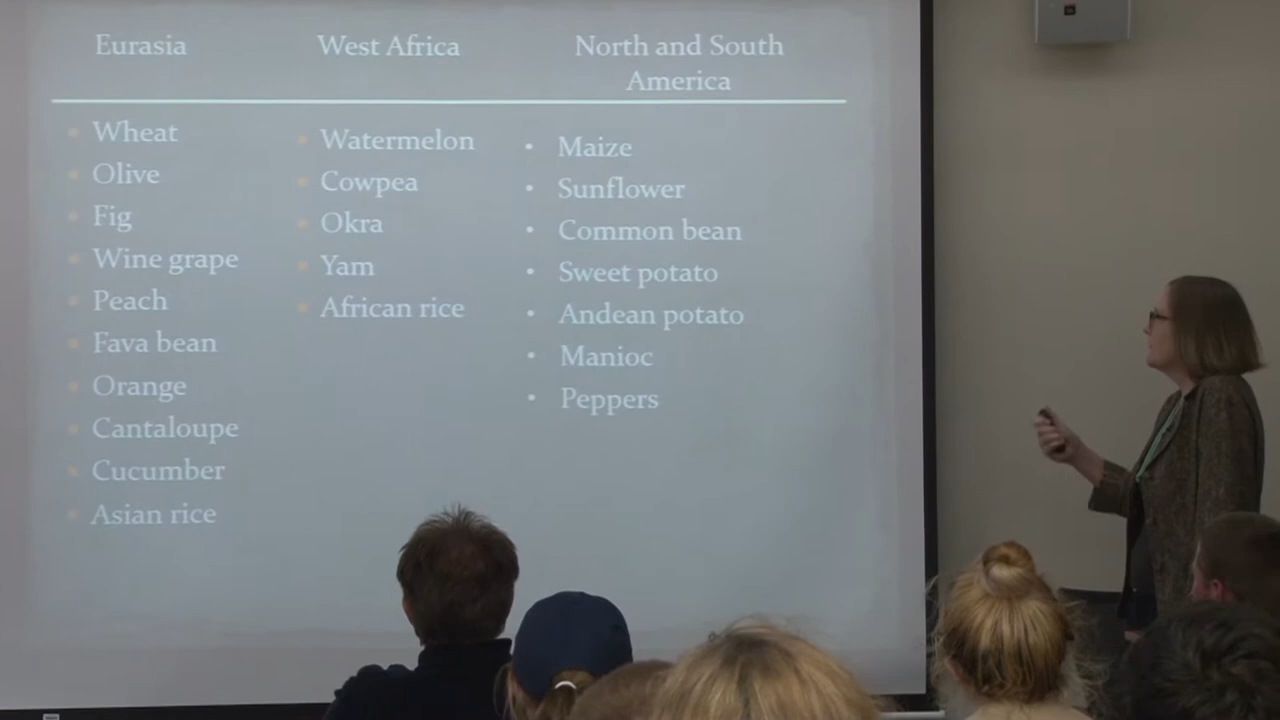 Eurasia
West Africa
North and South
America
Wheat
Olive
Fig
Wine grape
Peach
Fava bean
Orange
Cantaloupe
Cucumber
Asian rice
Watermelon
Cowpea
Okra
Yam
African rice
Maize
Sunflower
Common bean
Sweet potato
Andean potato
Manioc
Peppers